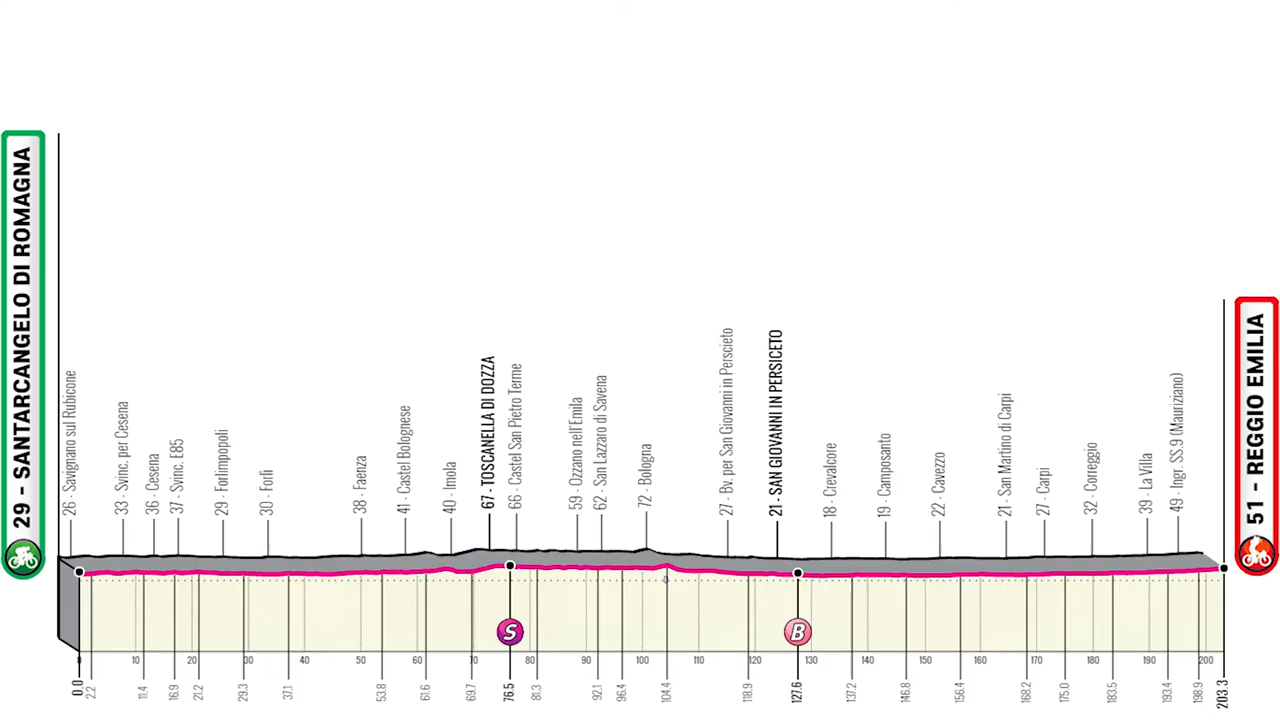 29 - SANTARCANGELO DI ROMAGNA
26 - Savignano sul Rubicone
33 - Svinc. per Cesena
36 - Cesena
37 - Svinc. E85
29 - Forlimpopoli
30 - Forlì
38 - Faenza
41 - Castel Bolognese
40 - Imola
67 - TOSCANELLA DI DOZZA
66 - Castel San Pietro Terme
59 - Ozzano nell'Emila
62 - San Lazzaro di Savena
72 - Bologna
27 - Bv. per San Giovanni in Perscieto
21 - SAN GIOVANNI IN PERSICETO
18 - Crevalcore
19 - Camposanto
22 - Cavezzo
21 - San Martino di Carpi
27 - Carpi
32 - Correggio
39 - La Villa
49 - Ingr. SS.9 (Mauriziano)
51 - REGGIO EMILIA
S
B
0 10 20 30 40 50 60 70 80 90 100 110 120 130 140 150 160 170 180 190 200
0.0
2.2
11.4
16.9
21.2
29.3
37.1
53.8
61.6
69.7
76.5
81.3
92.1
96.4
104.4
118.9
127.6
137.2
146.8
156.4
168.2
175.0
183.5
193.4
198.9
203.3